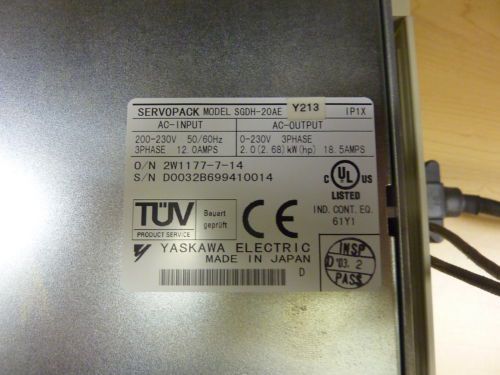 SERVOPACK MODEL SGDH-20AE Y213 IP1X
AC-INPUT AC-OUTPUT
200-230V 50/60Hz 0-230V 3PHASE
3PHASE 12.0AMPS 2.0(2.68)kW(hp) 18.5AMPS
O/N 2W1177-7-14
S/N D0032B699410014
TÜV
PRODUCT SERVICE
Bauart
geprüft
CE
C UL US
LISTED
IND. CONT. EQ.
61Y1
YASKAWA ELECTRIC
MADE IN JAPAN
D
INSP
D '03. 2
PASS